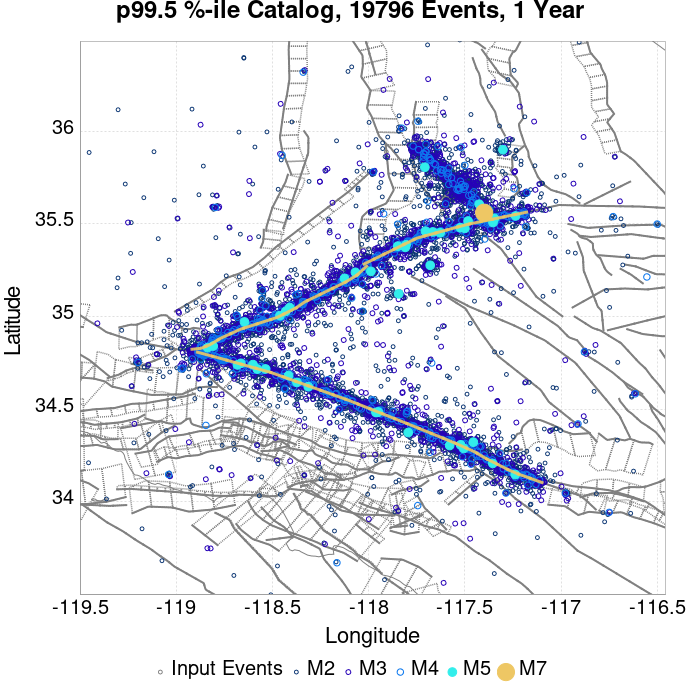 p99.5 %-ile Catalog, 19796 Events, 1 Year
36
35.5
35
34.5
34
Latitude
-119.5 -119 -118.5 -118 -117.5 -117 -116.5
Longitude
Input Events M2 M3 M4 M5 M7